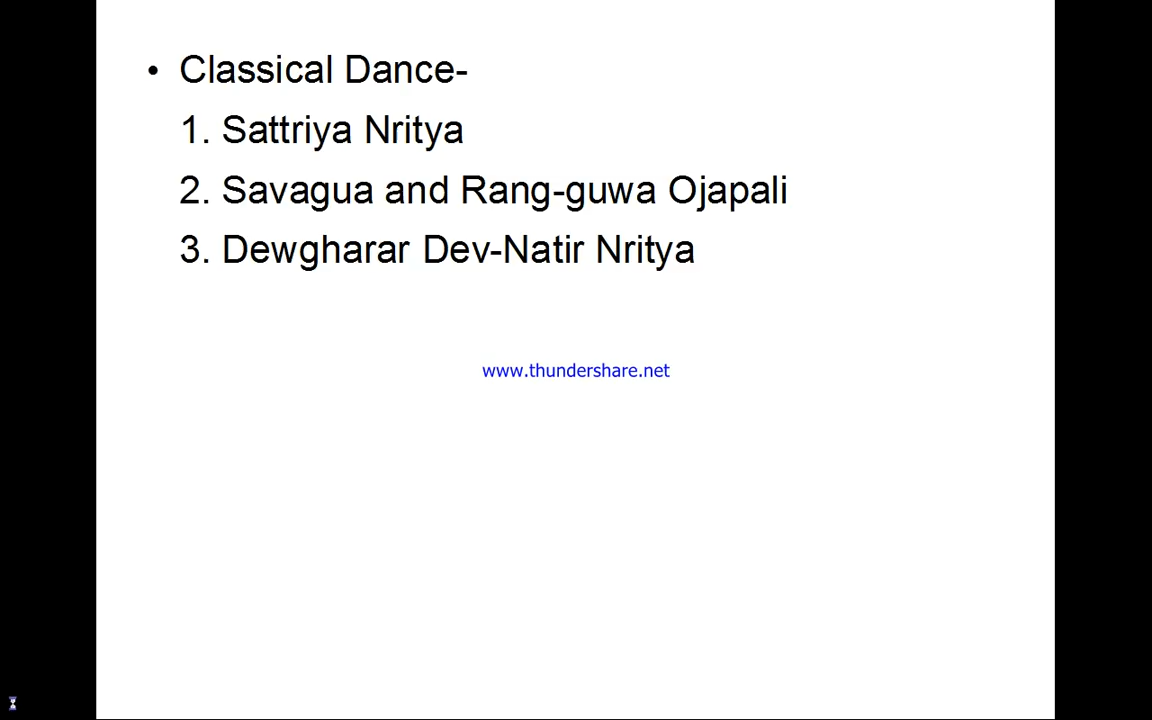 • Classical Dance-
1. Sattriya Nritya
2. Savagua and Rang-guwa Ojapali
3. Dewgharar Dev-Natir Nritya
www.thundershare.net